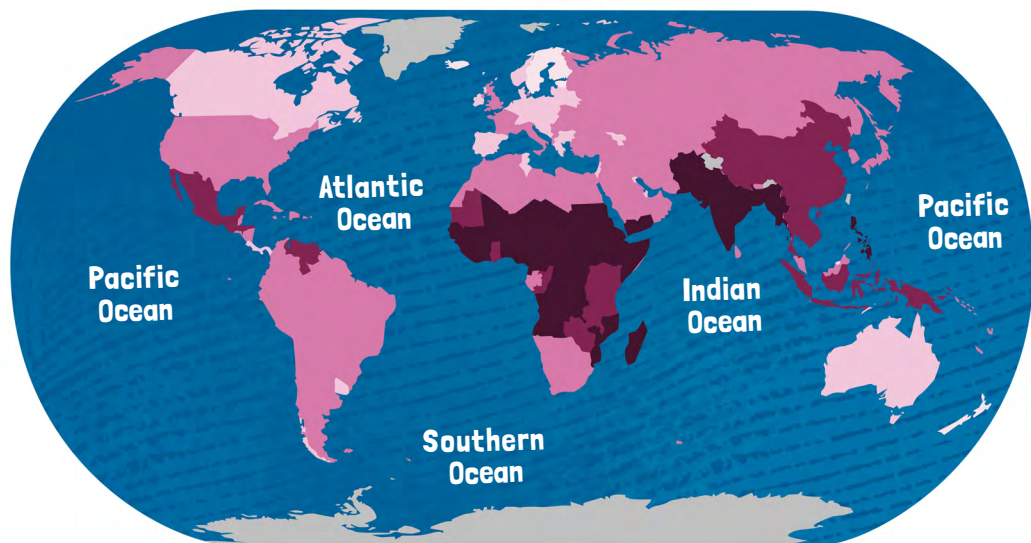 Atlantic
Ocean
Pacific
Ocean
Pacific
Ocean
Indian
Ocean
Southern
Ocean